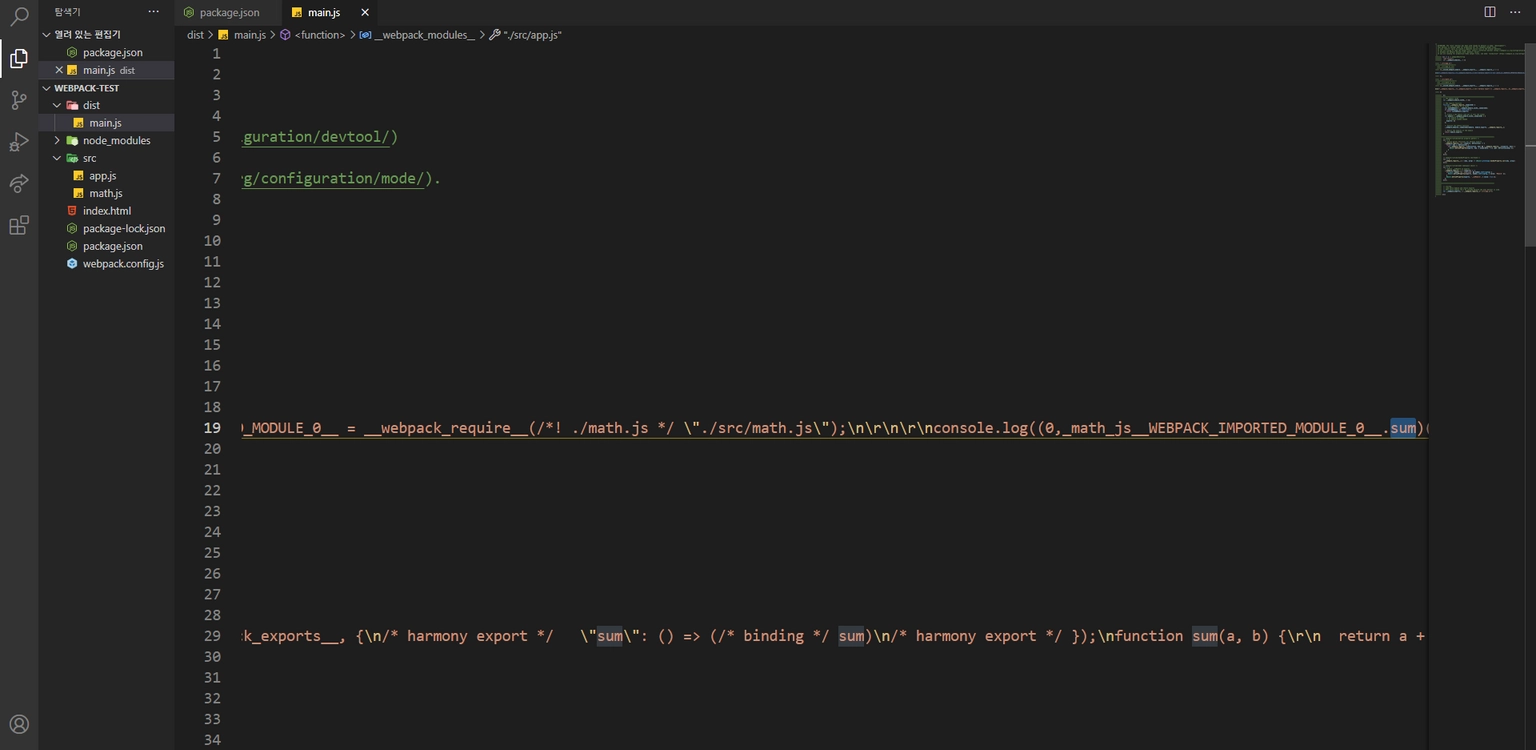 탐색기
···
열려 있는 편집기
package.json
main.js dist
WEBPACK-TEST
dist
main.js
node_modules
src
app.js
math.js
index.html
package-lock.json
package.json
webpack.config.js
package.json
main.js
dist > main.js > <function> > __webpack_modules__ > "./src/app.js"
1
2
3
4
5 guration/devtool/)
6
7 g/configuration/mode/).
8
9
10
11
12
13
14
15
16
17
18
19 _MODULE_0__ = __webpack_require__(/*! ./math.js */ \"./src/math.js\");\n\r\n\r\nconsole.log((0,_math_js__WEBPACK_IMPORTED_MODULE_0__.sum)(
20
21
22
23
24
25
26
27
28
29 k_exports__, {\n/* harmony export */   \"sum\": () => (/* binding */ sum)\n/* harmony export */ });\nfunction sum(a, b) {\r\n  return a +
30
31
32
33
34